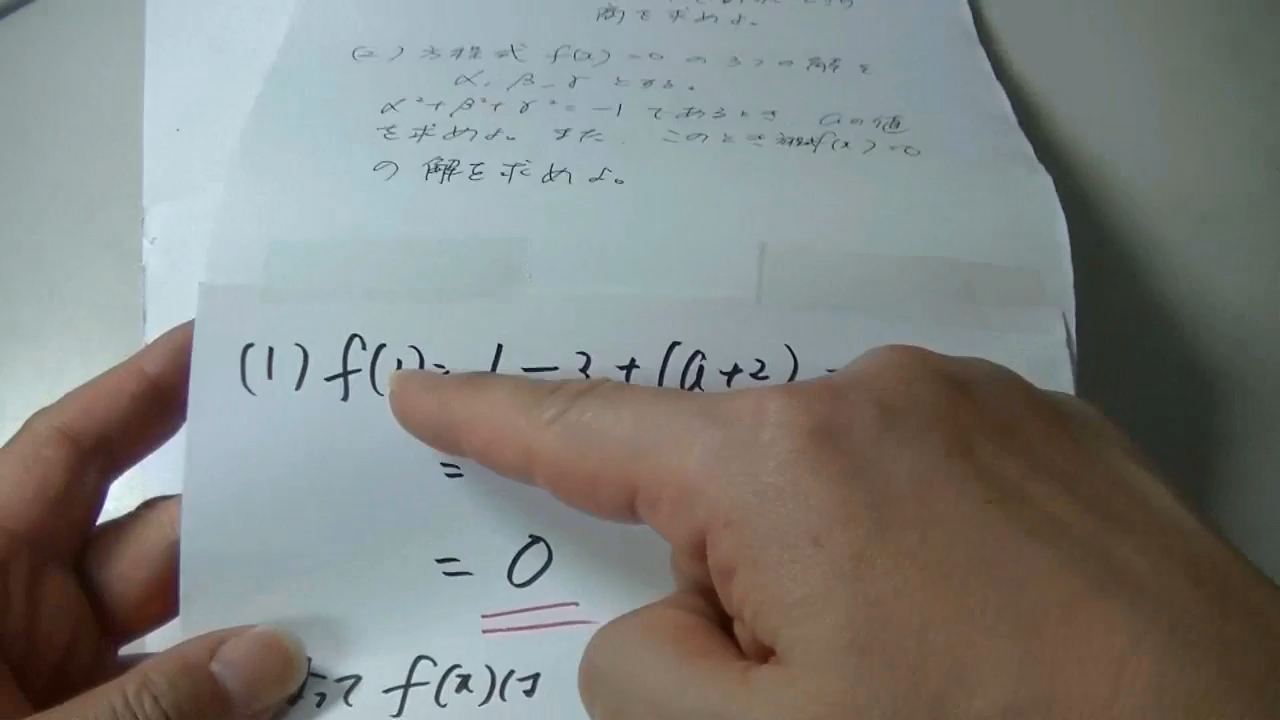 商を求めよ。
(2) 方程式 f(x)=0 の3つの解を
α, β, γ とする。
α²+β²+γ²=-1 であるとき aの値
を求めよ。また このとき 方程式f(x)=0
の解を求めよ。
(1) f(1)= 1-3+(a+2)-
=
= 0
よって f(x)は